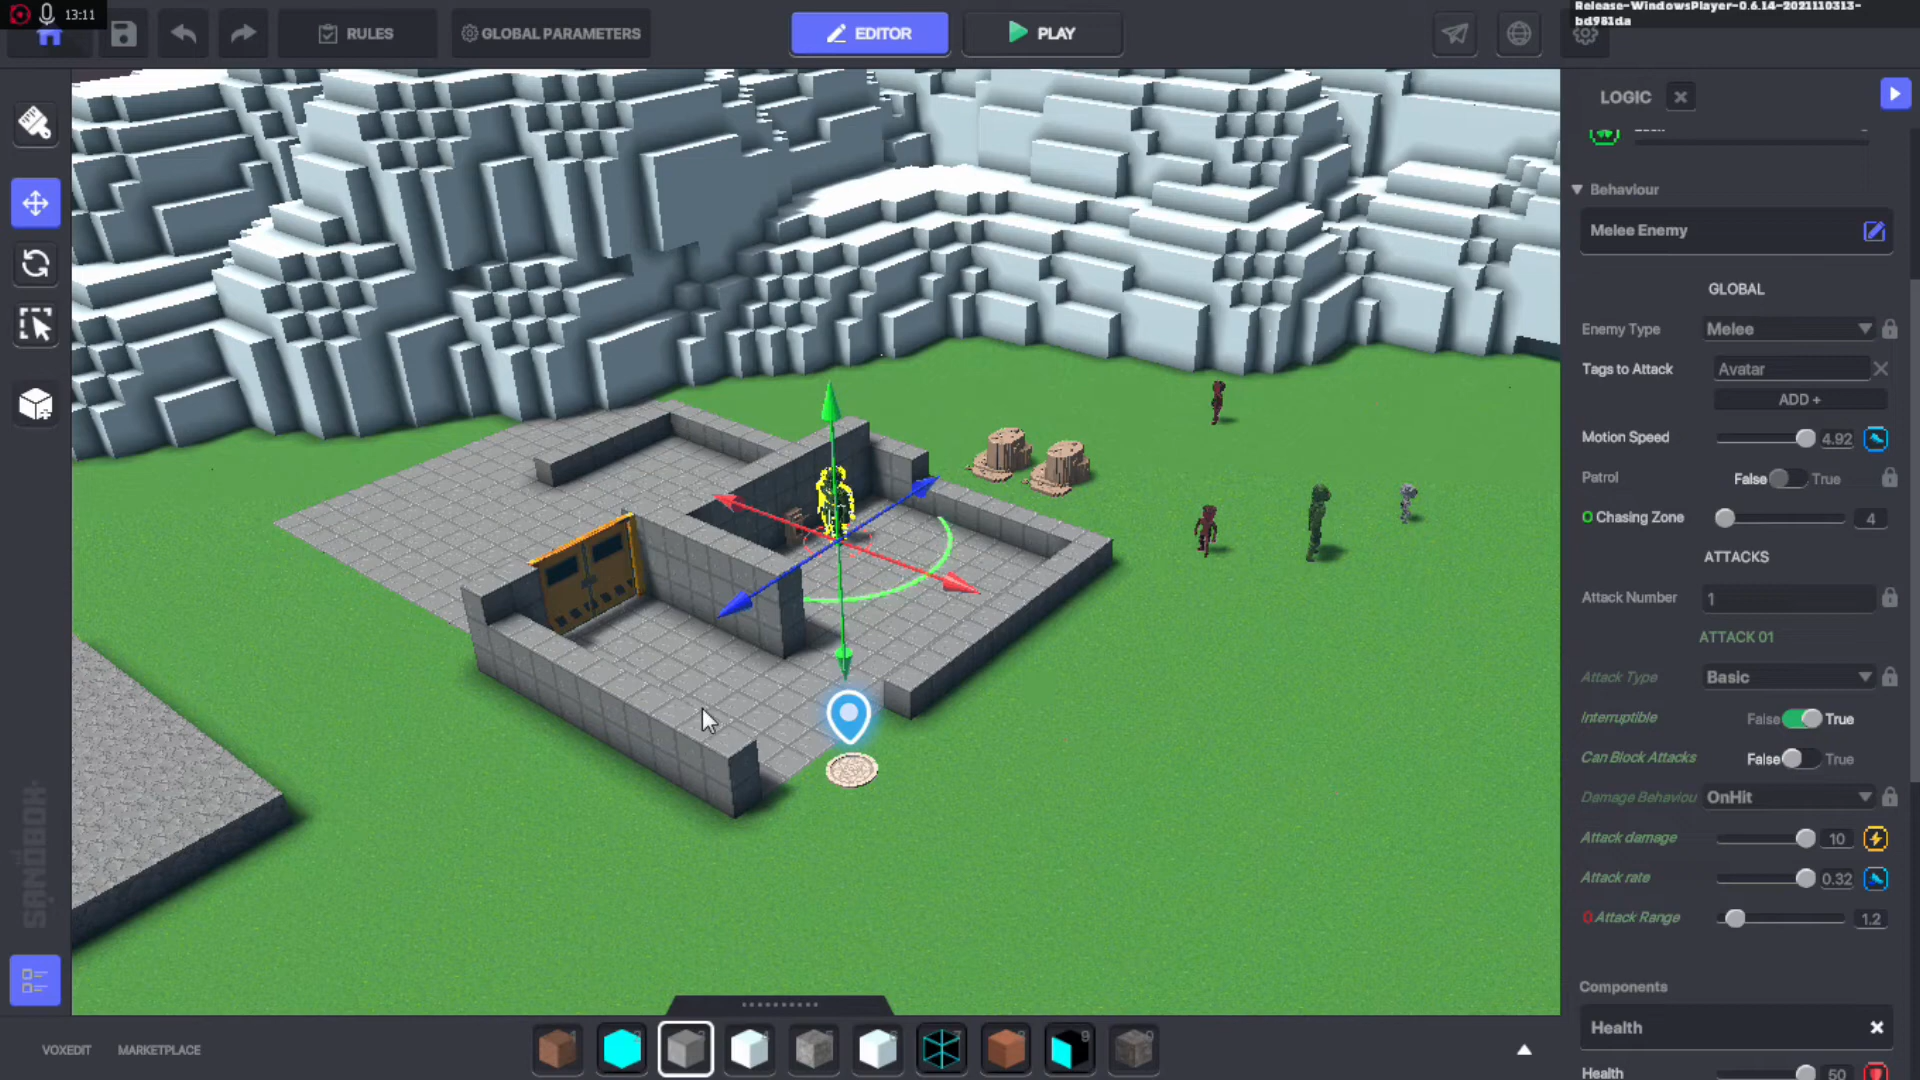 13:11
Release-WindowsPlayer-0.6.14-2021110313-
bd981da
RULES
GLOBAL PARAMETERS
EDITOR
PLAY
LOGIC
Behaviour
Melee Enemy
GLOBAL
Enemy Type
Melee
Tags to Attack
Avatar
ADD +
Motion Speed
4.92
Patrol
False
True
Chasing Zone
4
ATTACKS
Attack Number
1
ATTACK 01
Attack Type
Basic
Interruptible
False
True
Can Block Attacks
False
True
Damage Behaviou
OnHit
Attack damage
10
Attack rate
0.32
Attack Range
1.2
Components
Health
Health
50
THE SANDBOX
VOXEDIT
MARKETPLACE